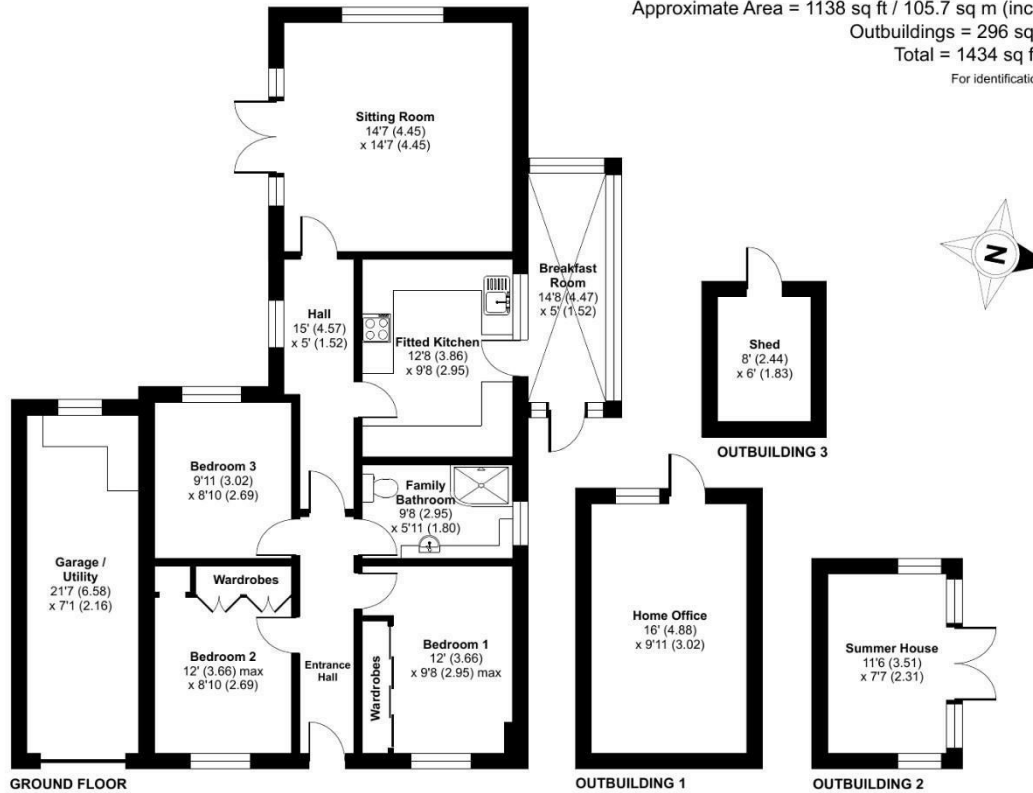 Approximate Area = 1138 sq ft / 105.7 sq m (inc
Outbuildings = 296 sq
Total = 1434 sq f
For identificatio
Sitting Room
14'7 (4.45)
x 14'7 (4.45)
Breakfast
Room
14'8 (4.47)
x 5' (1.52)
N
Hall
15' (4.57)
x 5' (1.52)
Fitted Kitchen
12'8 (3.86)
x 9'8 (2.95)
Shed
8' (2.44)
x 6' (1.83)
OUTBUILDING 3
Bedroom 3
9'11 (3.02)
x 8'10 (2.69)
Family
Bathroom
9'8 (2.95)
x 5'11 (1.80)
Garage /
Utility
21'7 (6.58)
x 7'1 (2.16)
Wardrobes
Bedroom 2
12' (3.66) max
x 8'10 (2.69)
Entrance
Hall
Wardrobes
Bedroom 1
12' (3.66)
x 9'8 (2.95) max
Home Office
16' (4.88)
x 9'11 (3.02)
Summer House
11'6 (3.51)
x 7'7 (2.31)
GROUND FLOOR
OUTBUILDING 1
OUTBUILDING 2